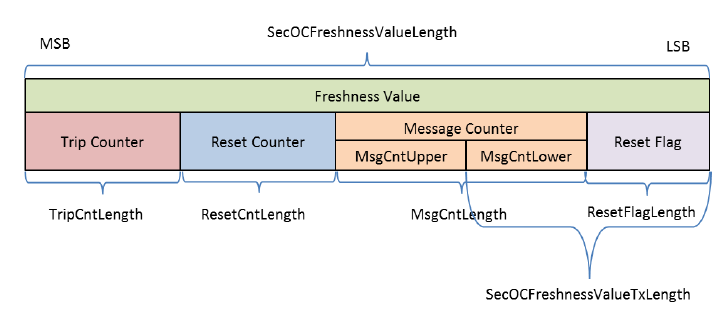 SecOCFreshnessValueLength
MSB
LSB
Freshness Value
Trip Counter
Reset Counter
Message Counter
MsgCntUpper
MsgCntLower
Reset Flag
TripCntLength
ResetCntLength
MsgCntLength
ResetFlagLength
SecOCFreshnessValueTxLength